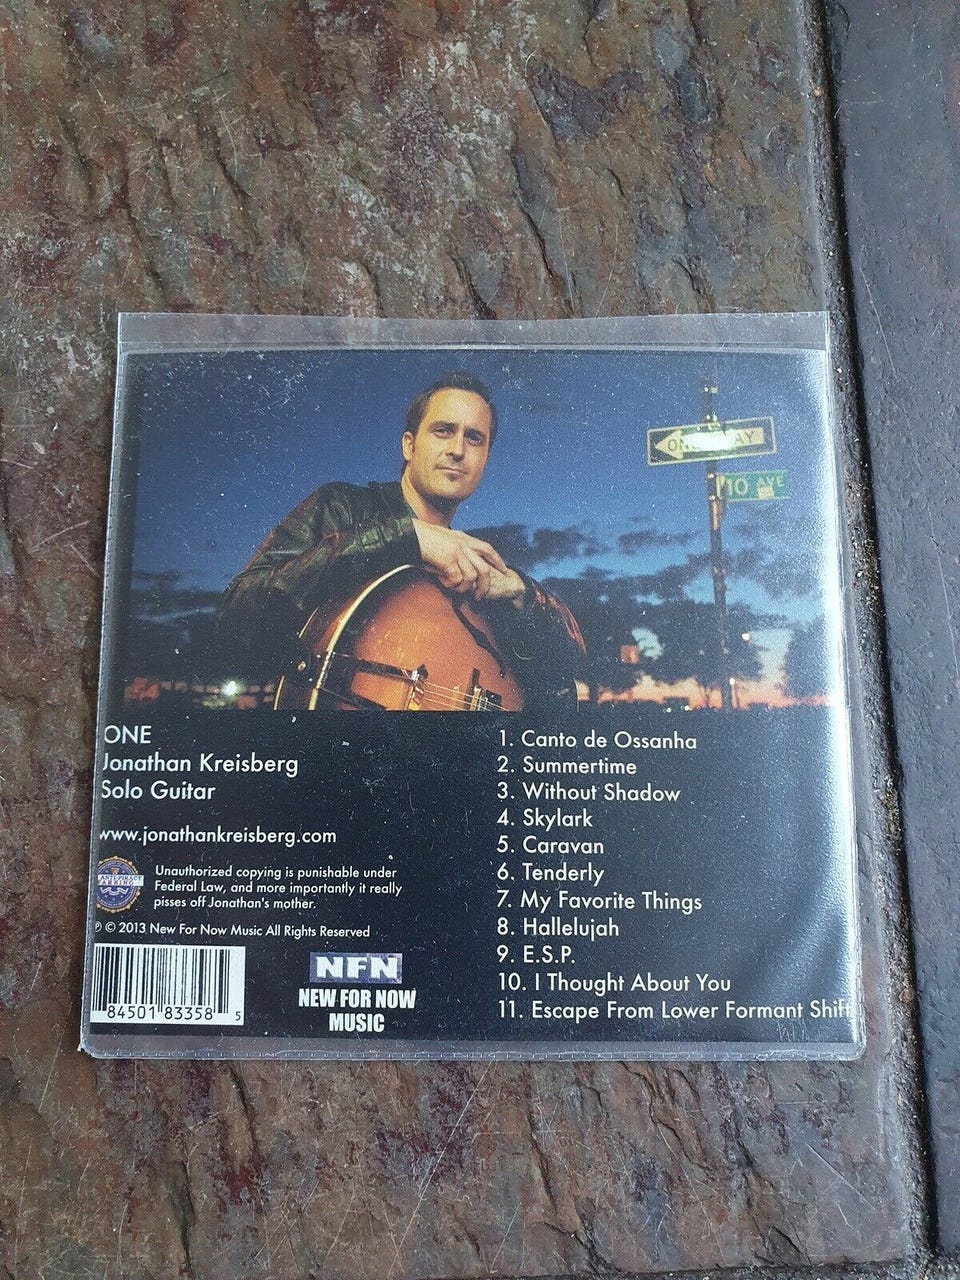 ONE WAY
10 AVE
ONE
Jonathan Kreisberg
Solo Guitar
www.jonathankreisberg.com
Unauthorized copying is punishable under
Federal Law, and more importantly it really
pisses off Jonathan's mother.
℗ © 2013 New For Now Music All Rights Reserved
84501 83358 5
NFN
NEW FOR NOW
MUSIC
1. Canto de Ossanha
2. Summertime
3. Without Shadow
4. Skylark
5. Caravan
6. Tenderly
7. My Favorite Things
8. Hallelujah
9. E.S.P.
10. I Thought About You
11. Escape From Lower Formant Shift